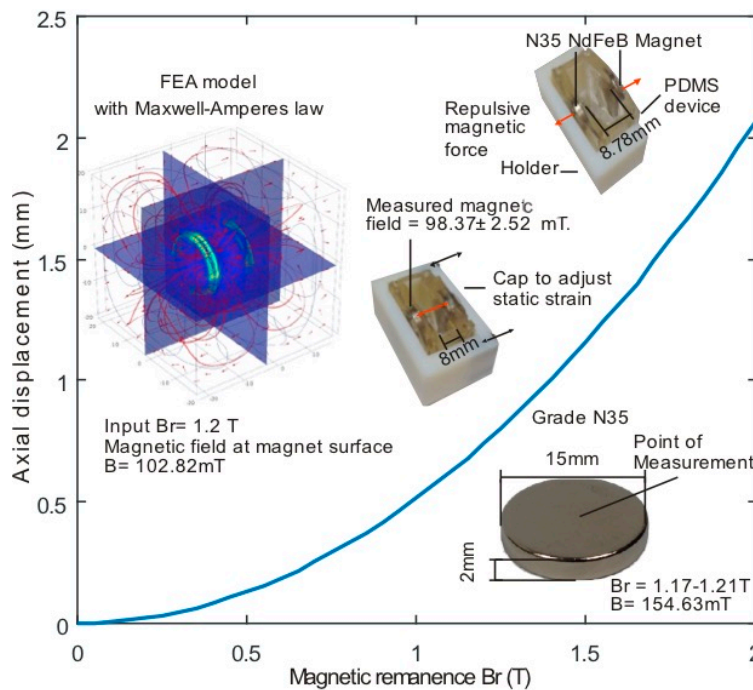 N35 NdFeB Magnet
FEA model
with Maxwell-Amperes law
Repulsive
magnetic
force
PDMS
device
8.78mm
Holder
Measured magnetic
field = 98.37± 2.52 mT.
Cap to adjust
static strain
8mm
Input Br= 1.2 T
Magnetic field at magnet surface
B= 102.82mT
Grade N35
15mm
Point of
Measurement
2mm
Br = 1.17-1.21T
B= 154.63mT
Axial displacement (mm)
2.5
2
1.5
1
0.5
0
0
0.5
1
1.5
2
Magnetic remanence Br (T)